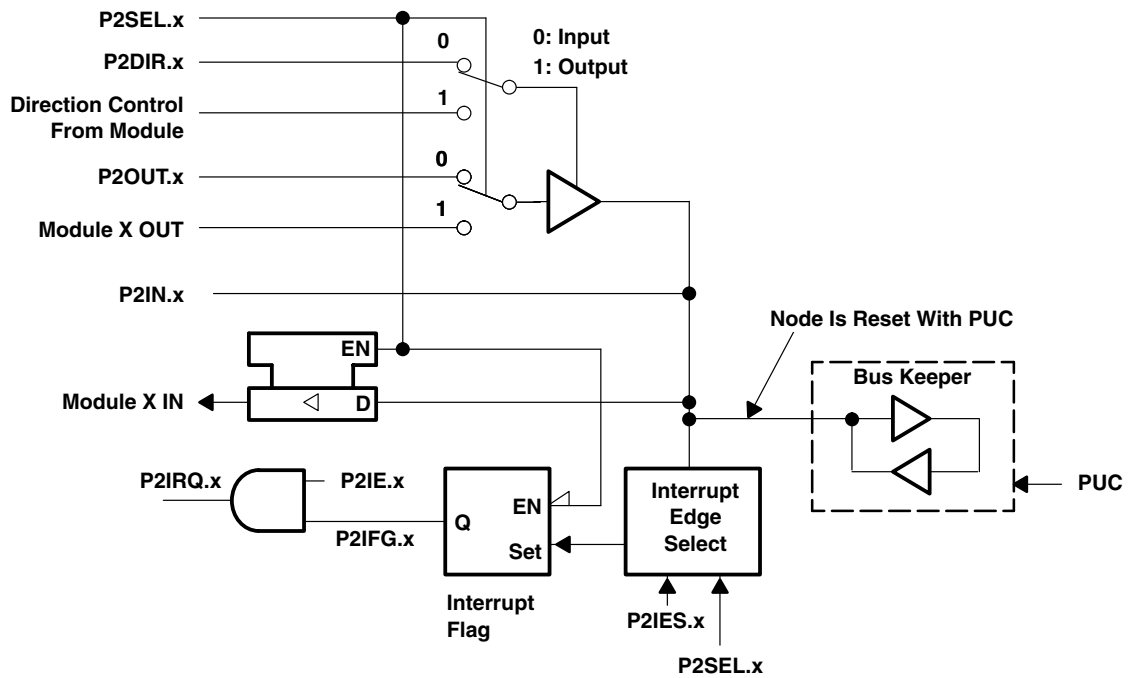 P2SEL.x
0
0: Input
1: Output
P2DIR.x
1
Direction Control
From Module
0
P2OUT.x
1
Module X OUT
P2IN.x
Node Is Reset With PUC
EN
Bus Keeper
Module X IN
D
P2IRQ.x
P2IE.x
PUC
Interrupt
Edge
Select
EN
Q
P2IFG.x
Set
Interrupt
Flag
P2IES.x
P2SEL.x